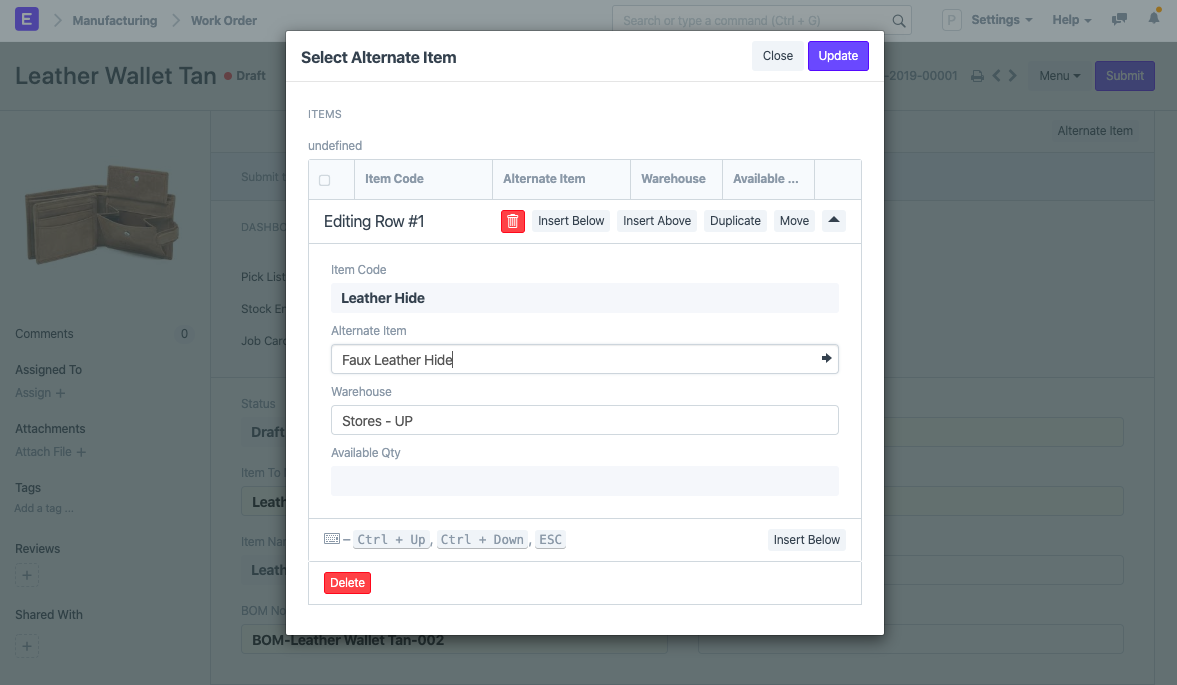 E Manufacturing Work Order
Search or type a command (Ctrl + G)
P Settings Help
Leather Wallet Tan Draft
-2019-00001 Menu Submit
Select Alternate Item
Close Update
Alternate Item
Submit
ITEMS
undefined
Item Code Alternate Item Warehouse Available ...
Editing Row #1
Insert Below Insert Above Duplicate Move
Item Code
Leather Hide
Alternate Item
Faux Leather Hide
Warehouse
Stores - UP
Available Qty
– Ctrl + Up, Ctrl + Down, ESC
Insert Below
Delete
Comments 0
Assigned To
Assign +
Attachments
Attach File +
Tags
Add a tag ...
Reviews
+
Shared With
+
DASHBO
Pick List
Stock En
Job Card
Status
Draft
Item To
Leath
Item Na
Leath
BOM No
BOM-Leather Wallet Tan-002